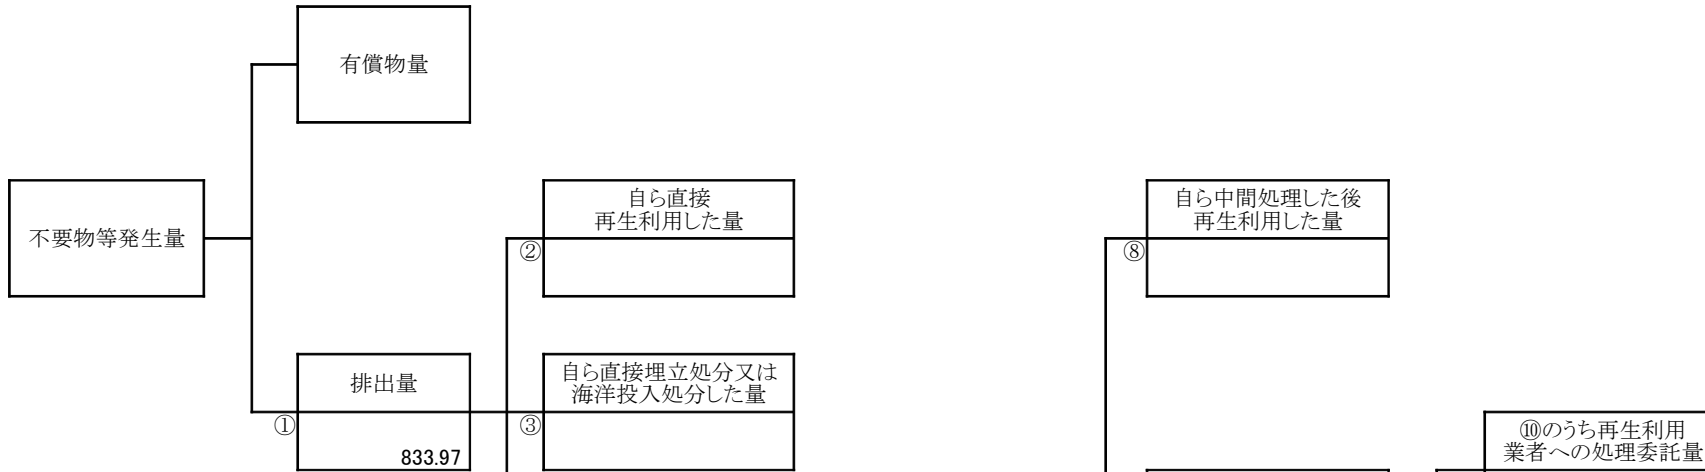 有償物量
不要物等発生量
自ら直接
再生利用した量
②
自ら中間処理した後
再生利用した量
⑧
排出量
①
833.97
自ら直接埋立処分又は
海洋投入処分した量
③
⑩のうち再生利用
業者への処理委託量